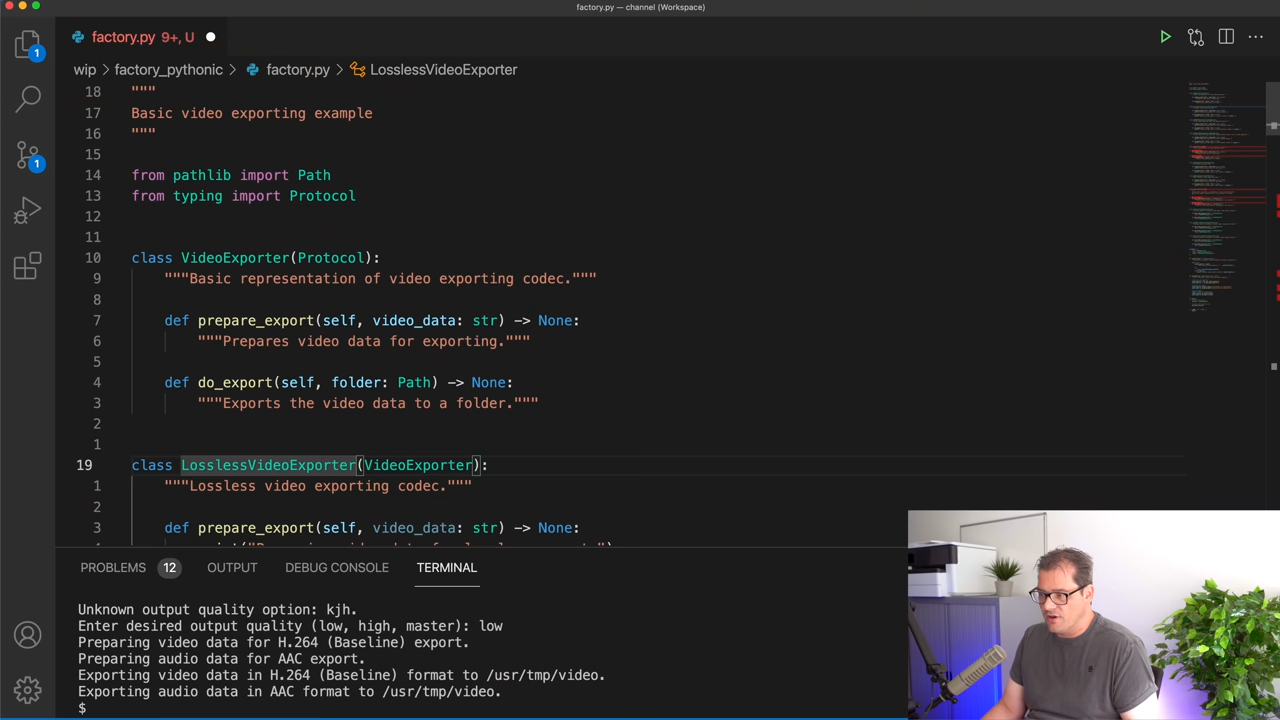 factory.py — channel (Workspace)
factory.py 9+, U
wip > factory_pythonic > factory.py > LosslessVideoExporter
18 """
17 Basic video exporting example
16 """
15
14 from pathlib import Path
13 from typing import Protocol
12
11
10 class VideoExporter(Protocol):
9 """Basic representation of video exporting codec."""
8
7 def prepare_export(self, video_data: str) -> None:
6 """Prepares video data for exporting."""
5
4 def do_export(self, folder: Path) -> None:
3 """Exports the video data to a folder."""
2
1
19 class LosslessVideoExporter(VideoExporter):
1 """Lossless video exporting codec."""
2
3 def prepare_export(self, video_data: str) -> None:
1
1
PROBLEMS 12 OUTPUT DEBUG CONSOLE TERMINAL
Unknown output quality option: kjh.
Enter desired output quality (low, high, master): low
Preparing video data for H.264 (Baseline) export.
Preparing audio data for AAC export.
Exporting video data in H.264 (Baseline) format to /usr/tmp/video.
Exporting audio data in AAC format to /usr/tmp/video.
$